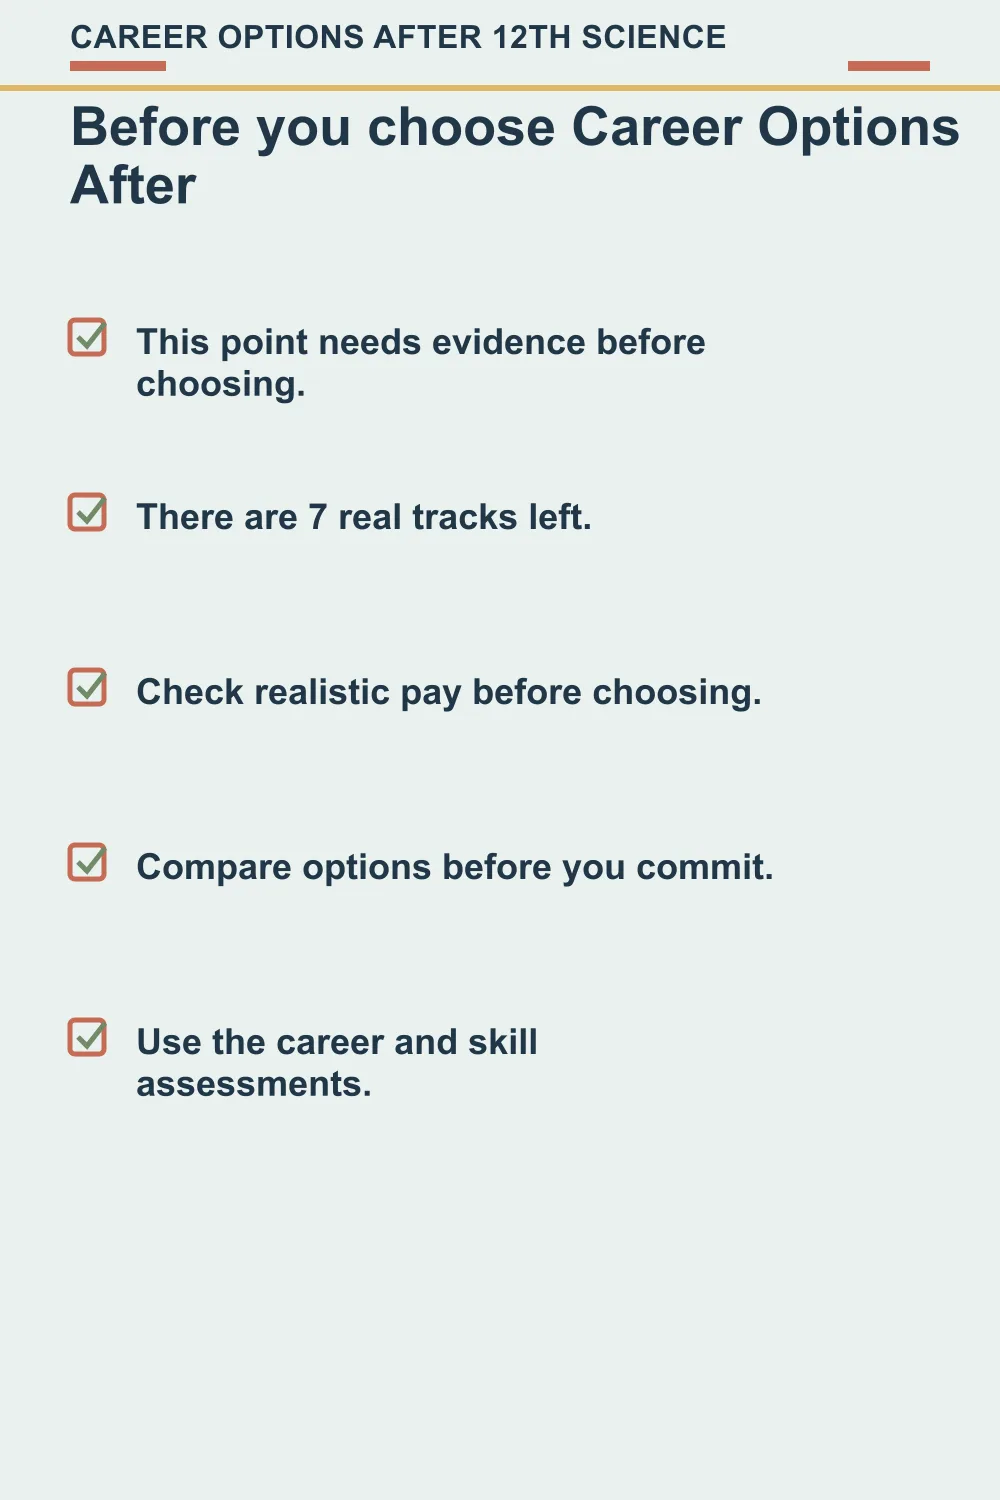 CAREER OPTIONS AFTER 12TH SCIENCE
Before you choose Career Options
After
This point needs evidence before
choosing.
There are 7 real tracks left.
Check realistic pay before choosing.
Compare options before you commit.
Use the career and skill
assessments.